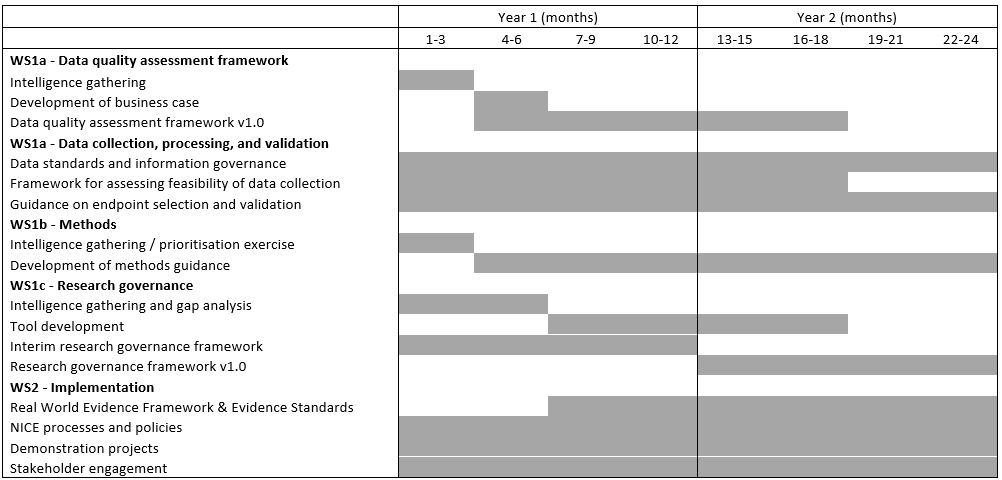 Year 1 (months) Year 2 (months)
1-3 4-6 7-9 10-12 13-15 16-18 19-21 22-24
WS1a - Data quality assessment framework
Intelligence gathering
Development of business case
Data quality assessment framework v1.0
WS1a - Data collection, processing, and validation
Data standards and information governance
Framework for assessing feasibility of data collection
Guidance on endpoint selection and validation
WS1b - Methods
Intelligence gathering / prioritisation exercise
Development of methods guidance
WS1c - Research governance
Intelligence gathering and gap analysis
Tool development
Interim research governance framework
Research governance framework v1.0
WS2 - Implementation
Real World Evidence Framework & Evidence Standards
NICE processes and policies
Demonstration projects
Stakeholder engagement